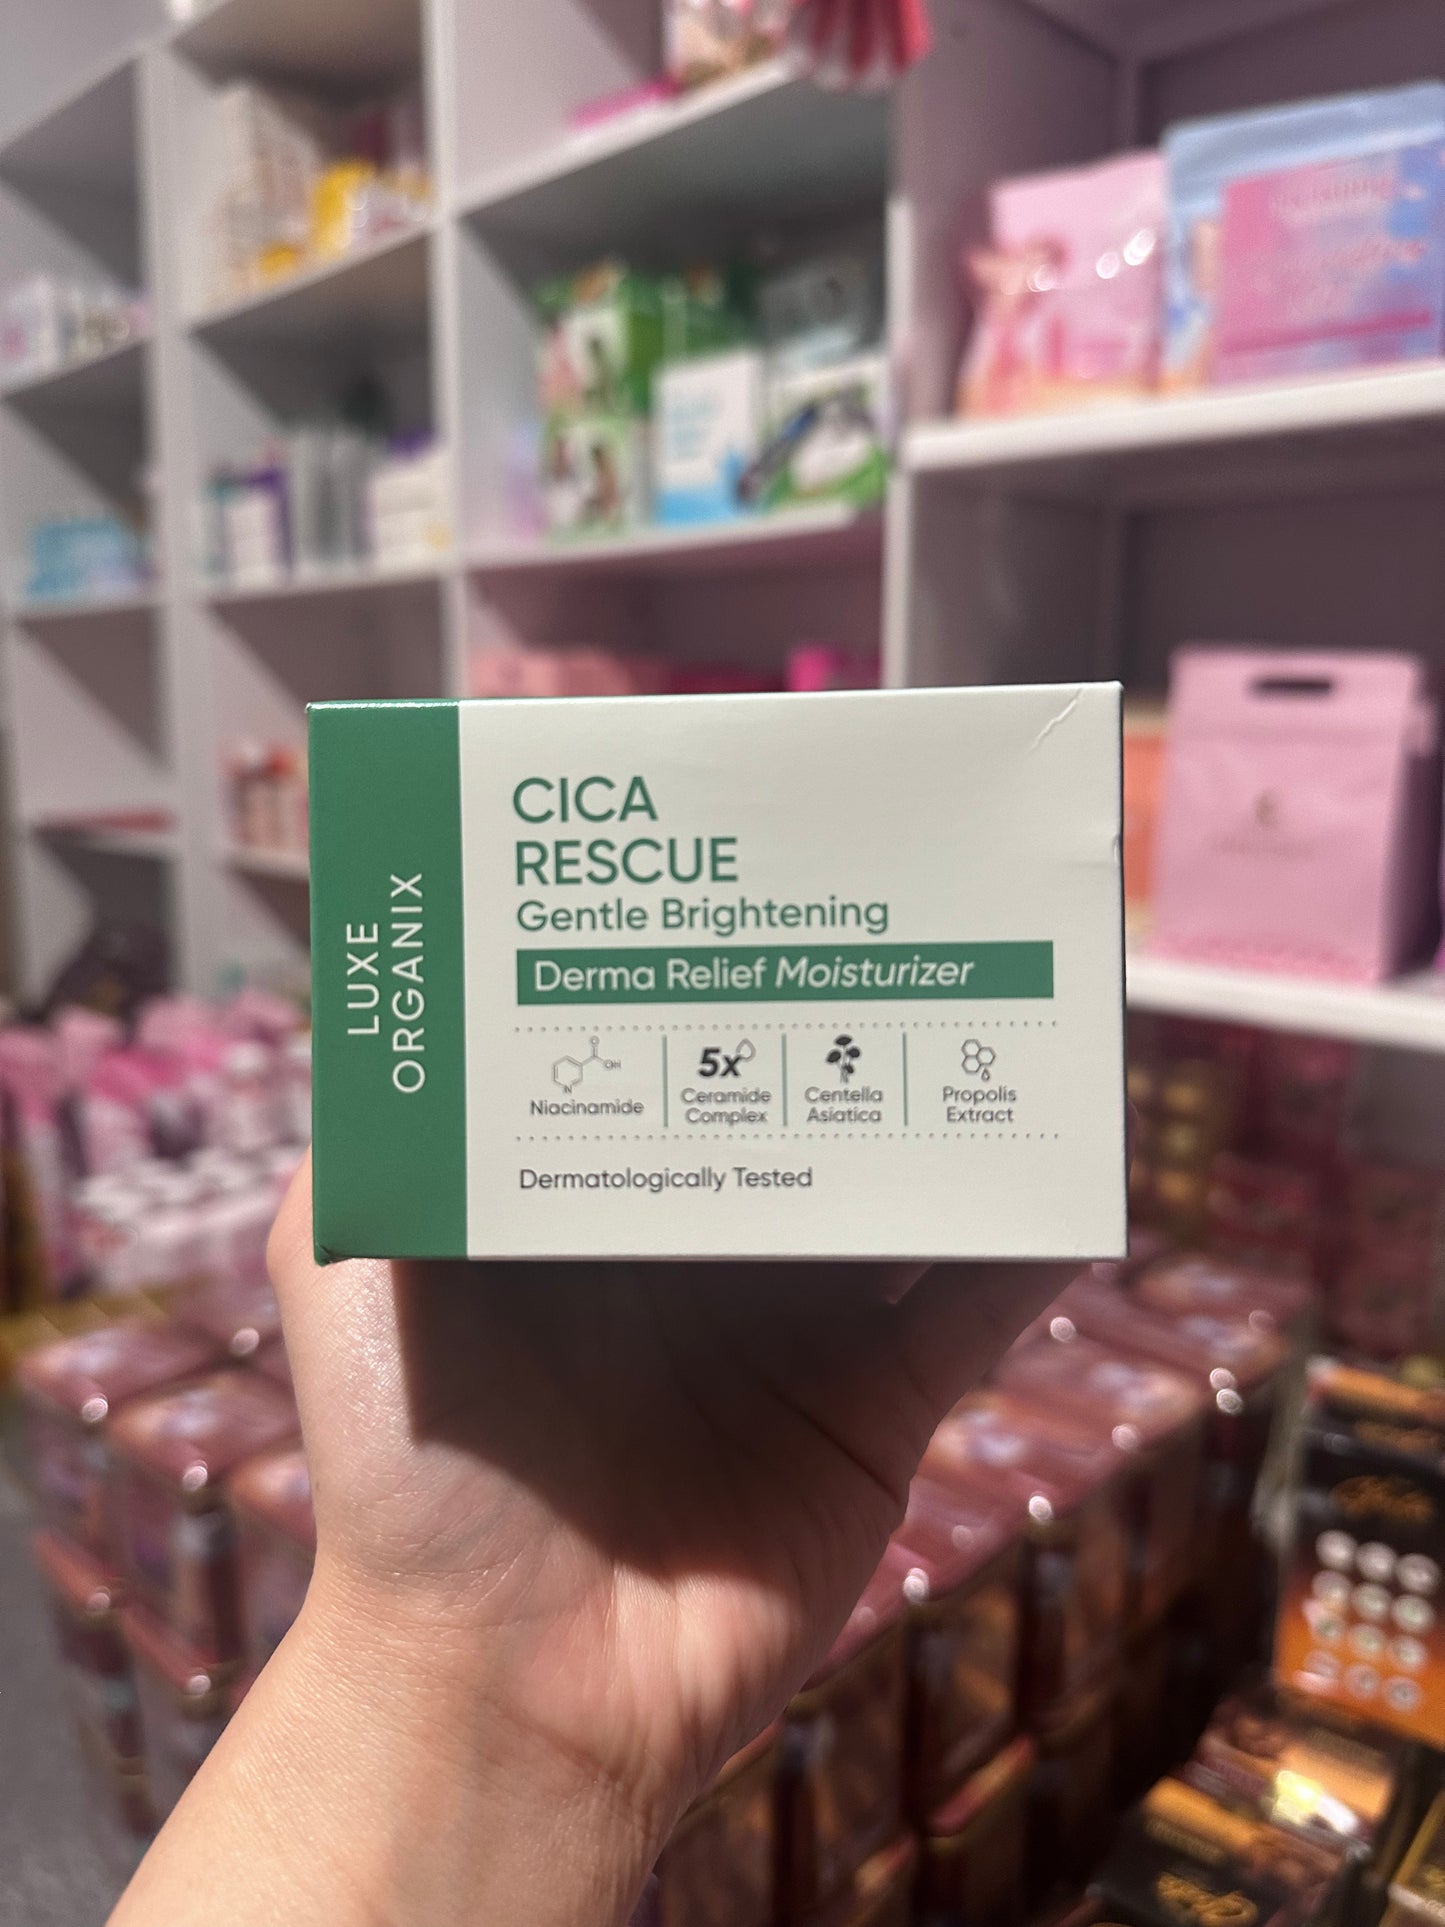 LUXE
ORGANIX
CICA
RESCUE
Gentle Brightening
Derma Relief Moisturizer
OH
N
Niacinamide
5x
Ceramide
Complex
Centella
Asiatica
Propolis
Extract
Dermatologically Tested